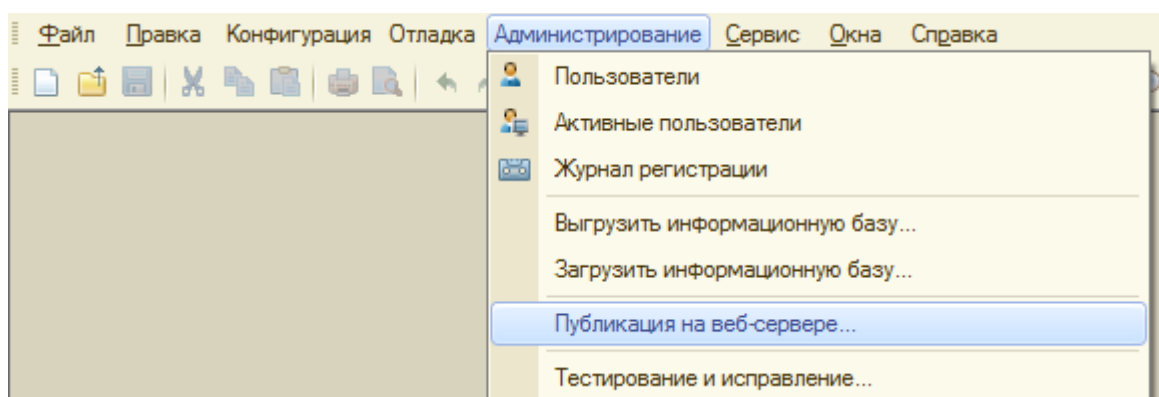 Файл Правка Конфигурация Отладка Администрирование Сервис Окна Справка
Пользователи
Активные пользователи
Журнал регистрации
Выгрузить информационную базу...
Загрузить информационную базу...
Публикация на веб-сервере...
Тестирование и исправление...